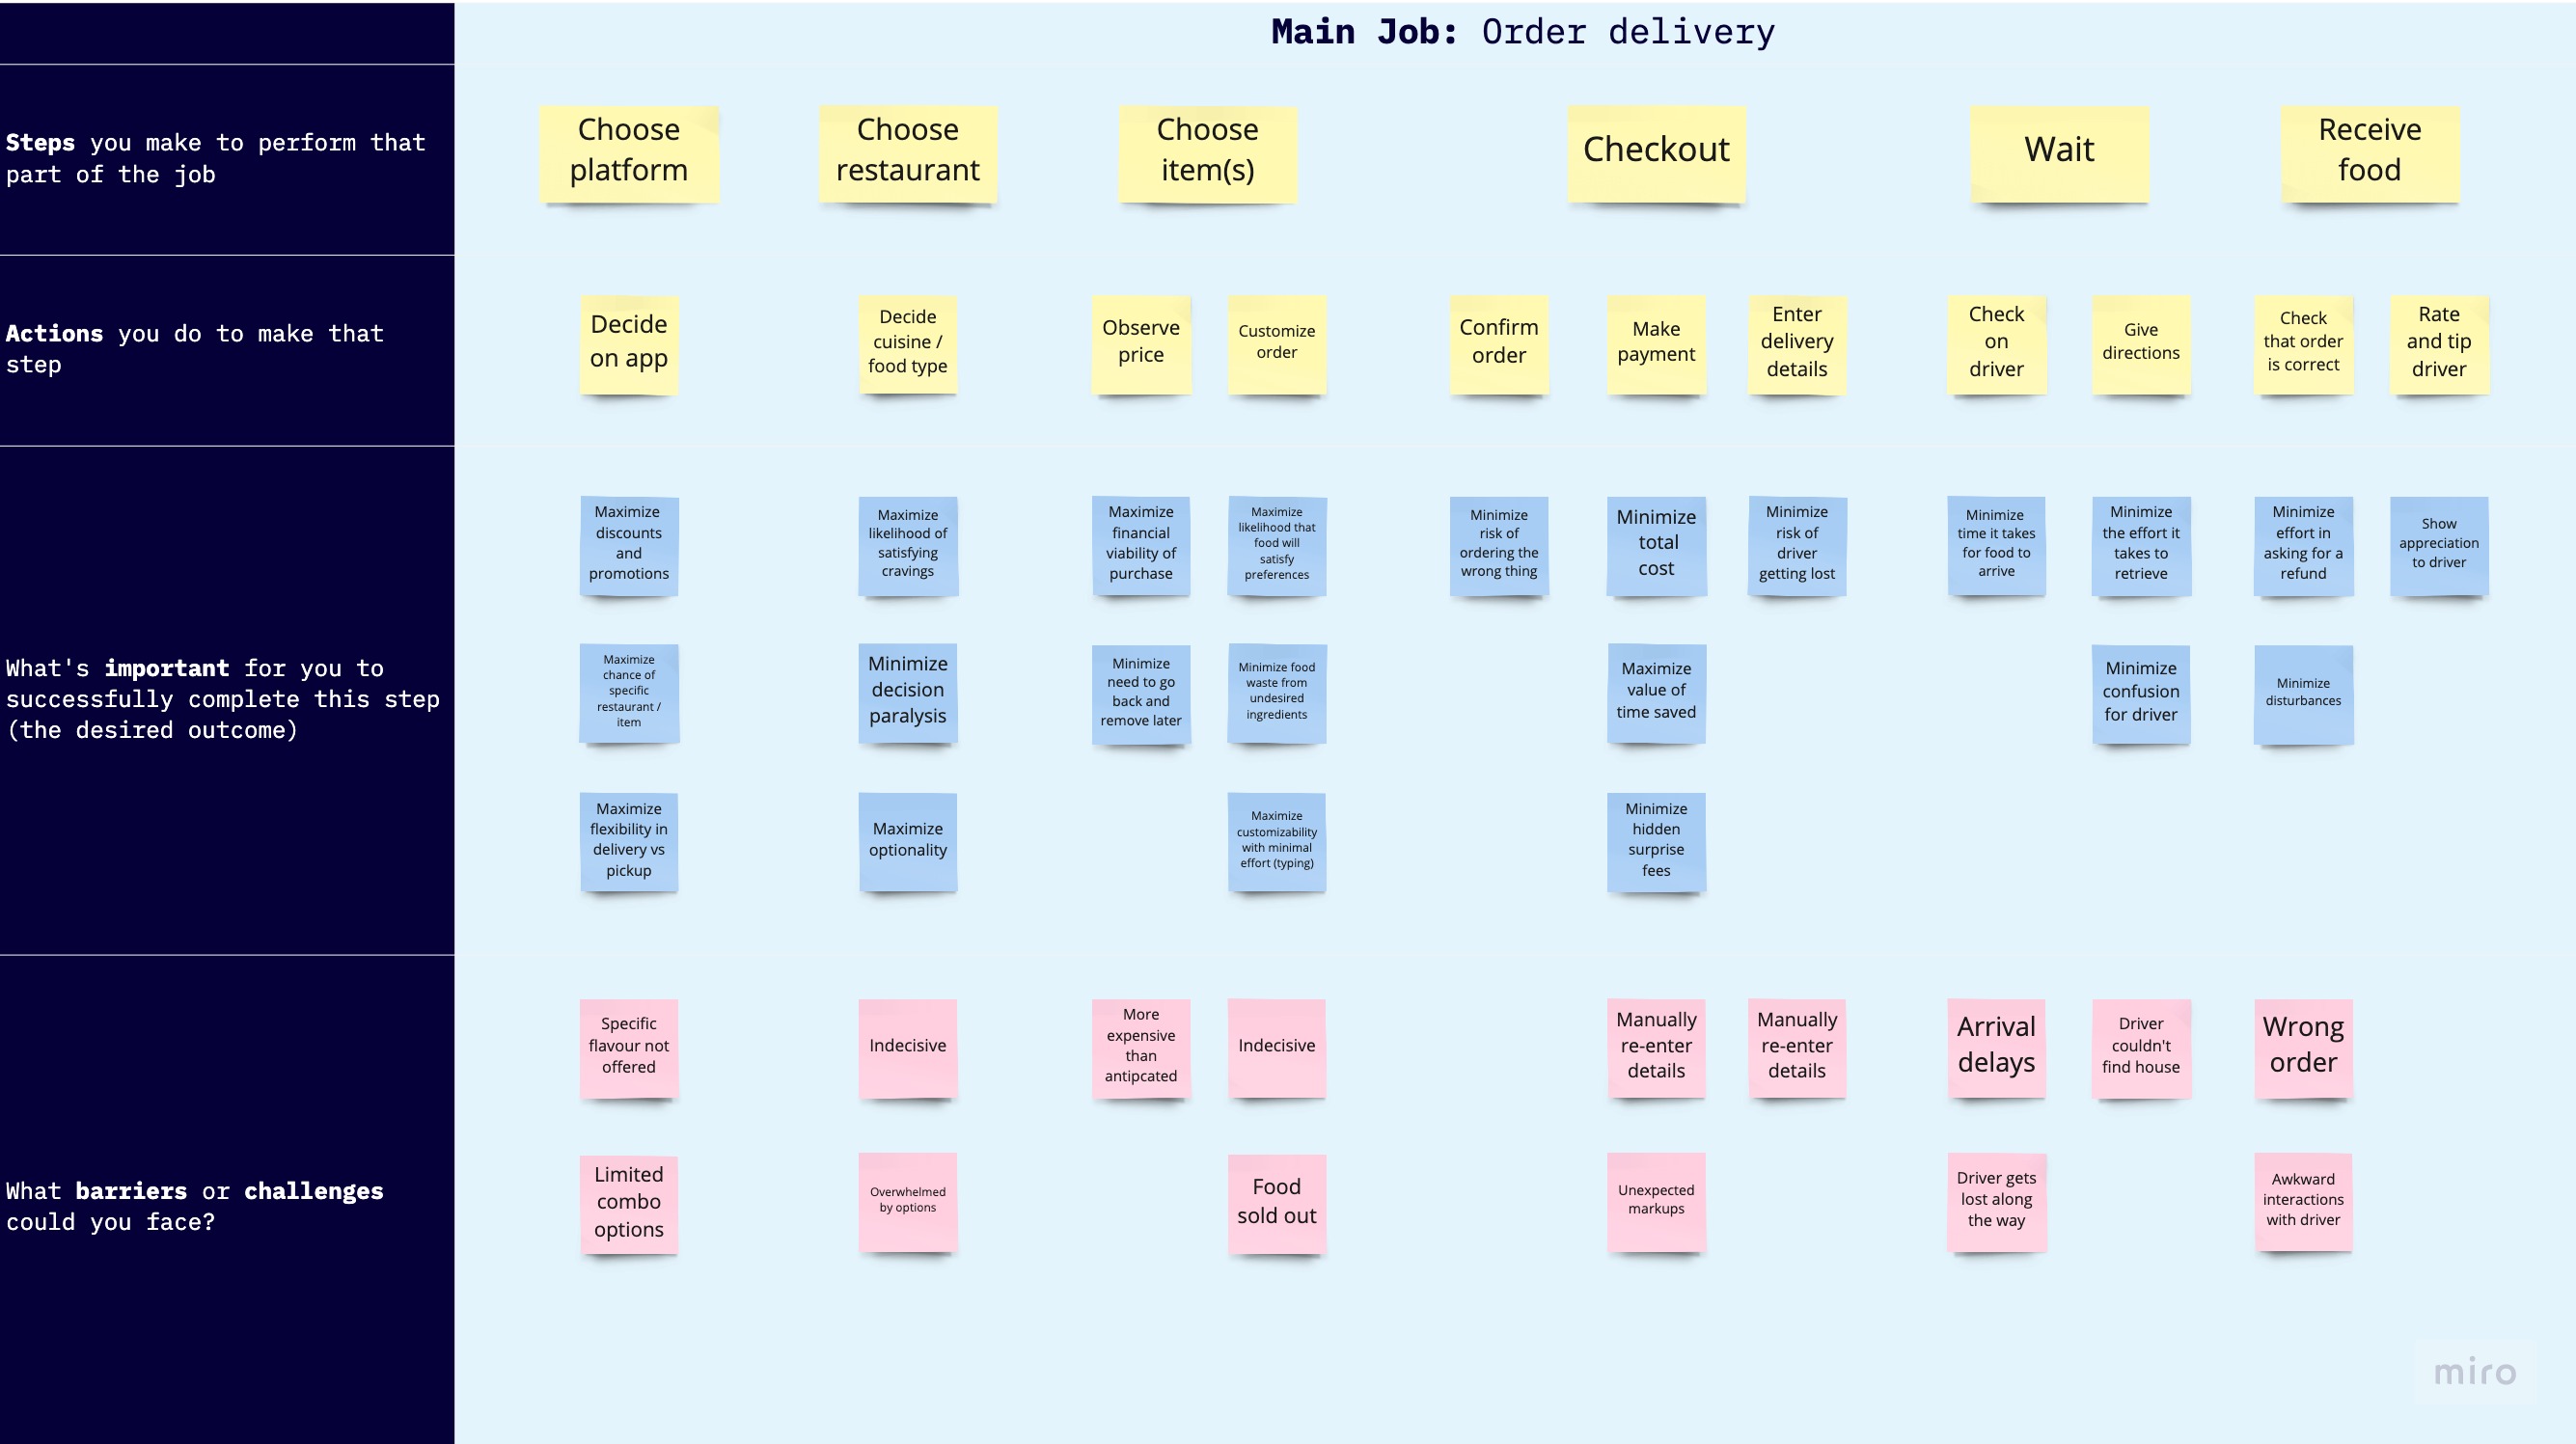 Main Job: Order delivery
Steps you make to perform that
part of the job
Choose
platform
Choose
restaurant
Choose
item(s)
Checkout
Wait
Receive
food
Actions you do to make that
step
Decide
on app
Decide
cuisine /
food type
Observe
price
Customize
order
Confirm
order
Make
payment
Enter
delivery
details
Check
on
driver
Give
directions
Check
that order
is correct
Rate
and tip
driver
What's important for you to
successfully complete this step
(the desired outcome)
Maximize
discounts
and
promotions
Maximize
likelihood of
satisfying
cravings
Maximize
financial
viability of
purchase
Maximize
likelihood that
food will
satisfy
preferences
Minimize
risk of
ordering the
wrong thing
Minimize
total
cost
Minimize
risk of
driver
getting lost
Minimize
time it takes
for food to
arrive
Minimize
the effort it
takes to
retrieve
Minimize
effort in
asking for a
refund
Show
appreciation
to driver
Maximize
chance of
specific
restaurant /
item
Minimize
decision
paralysis
Minimize
need to go
back and
remove later
Minimize food
waste from
undesired
ingredients
Maximize
value of
time saved
Minimize
confusion
for driver
Minimize
disturbances
Maximize
flexibility in
delivery vs
pickup
Maximize
optionality
Maximize
customizability
with minimal
effort (typing)
Minimize
hidden
surprise
fees
What barriers or challenges
could you face?
Specific
flavour not
offered
Indecisive
More
expensive
than
antipcated
Indecisive
Manually
re-enter
details
Manually
re-enter
details
Arrival
delays
Driver
couldn't
find house
Wrong
order
Limited
combo
options
Overwhelmed
by options
Food
sold out
Unexpected
markups
Driver gets
lost along
the way
Awkward
interactions
with driver
miro